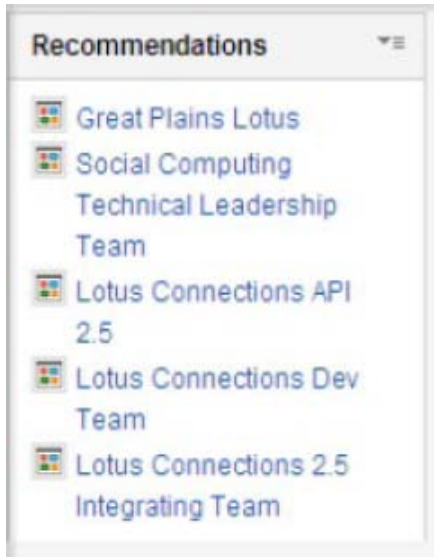 Recommendations
Great Plains Lotus
Social Computing
Technical Leadership
Team
Lotus Connections API
2.5
Lotus Connections Dev
Team
Lotus Connections 2.5
Integrating Team